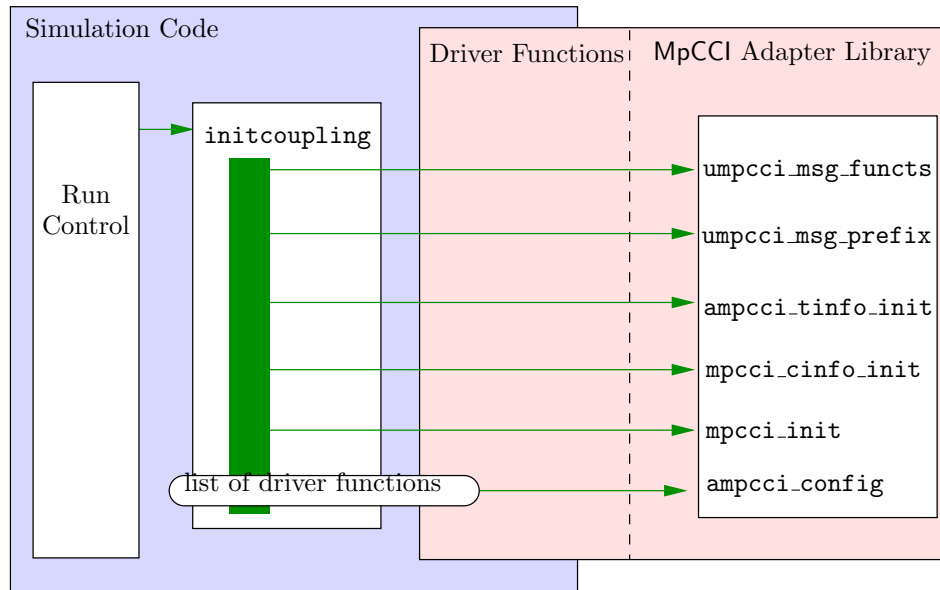 Simulation Code
Driver Functions
MpCCI Adapter Library
Run
Control
initcoupling
umpcci_msg_functs
umpcci_msg_prefix
ampcci_tinfo_init
mpcci_cinfo_init
mpcci_init
list of driver functions
ampcci_config